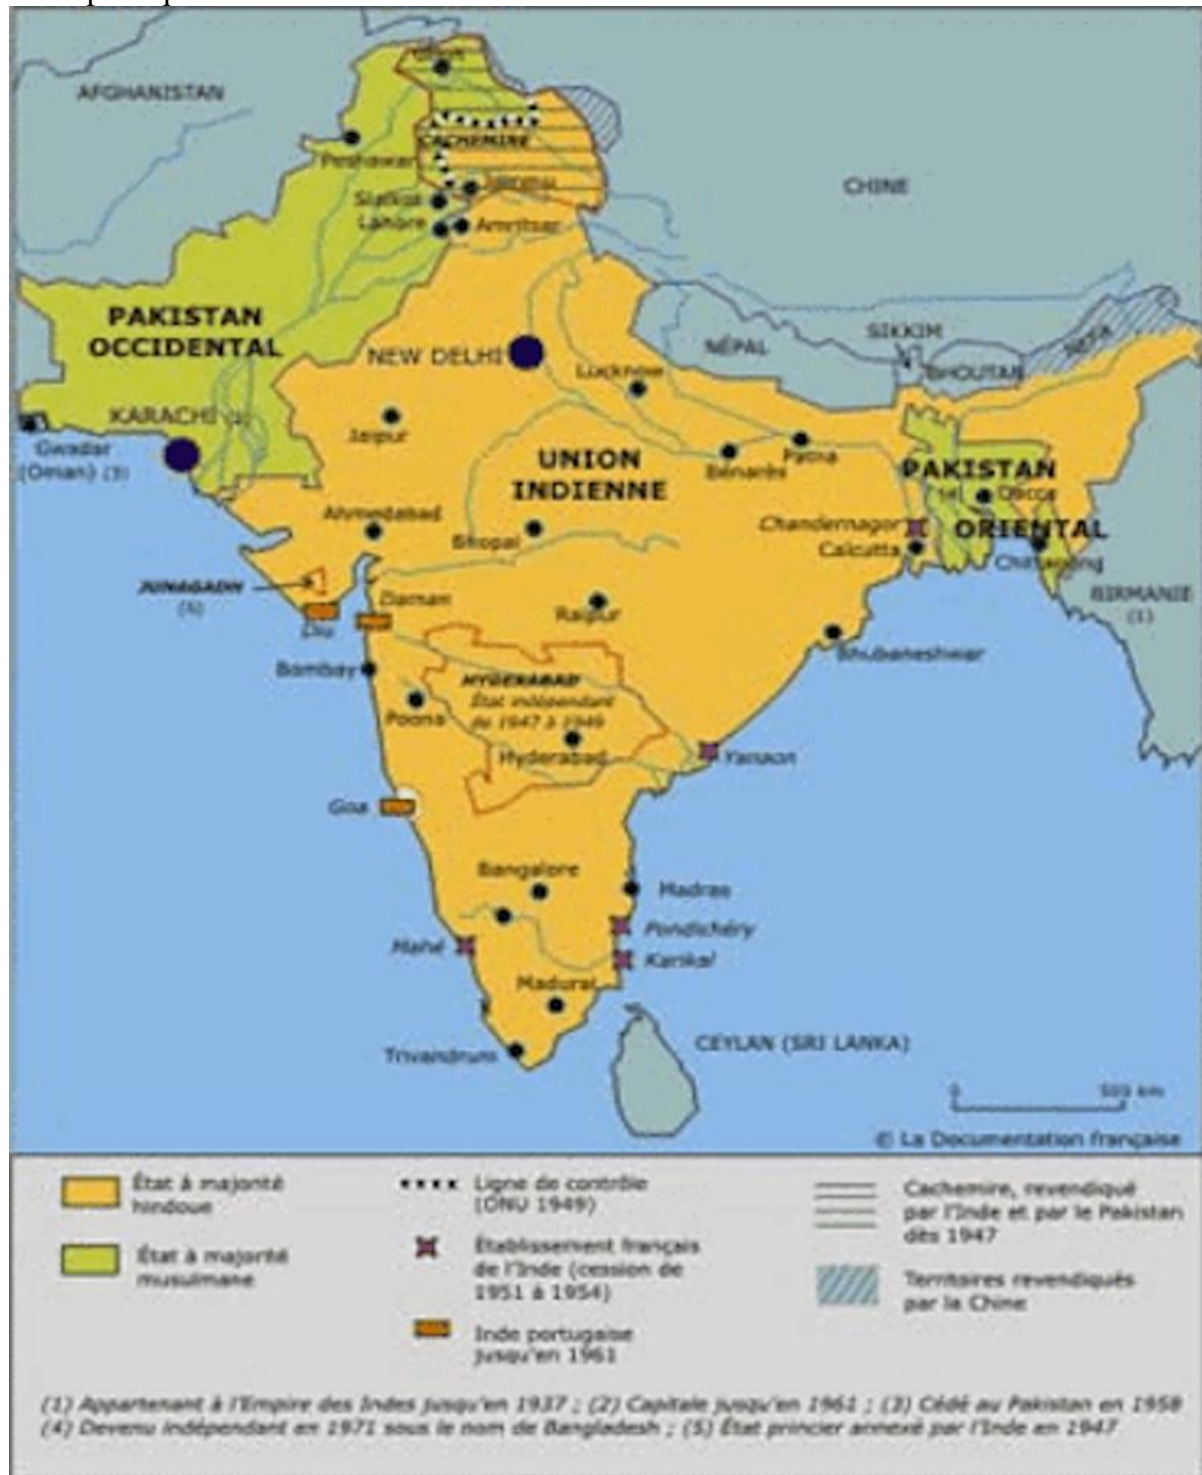 AFGHANISTAN
CHINE
CACHEMIRE
Peshawar
Jammu
Sialkot
Lahore
Amritsar
PAKISTAN
OCCIDENTAL
NEW DELHI
NÉPAL
SIKKIM
BHOUTAN
NEFA
Lucknow
KARACHI (2)
Gwadar
(Oman) (3)
Jaipur
Bénarès
Patna
UNION
INDIENNE
PAKISTAN
(4)
Dacca
ORIENTAL
Ahmedabad
Bhopal
Chandernagor
Calcutta
Chittagong
JUNAGADH
(5)
Diu
Daman
Raipur
BIRMANIE
(1)
Bombay
Bhubaneshwar
HYDERABAD
État indépendant
de 1947 à 1949
Poona
Hyderabad
Yanaon
Goa
Bangalore
Madras
Pondichéry
Mahé
Karikal
Madurai
Trivandrum
CEYLAN (SRI LANKA)
0
500 km
© La Documentation française
État à majorité
hindoue
État à majorité
musulmane
Ligne de contrôle
(ONU 1949)
Établissement français
de l'Inde (cession de
1951 à 1954)
Inde portugaise
jusqu'en 1961
Cachemire, revendiqué
par l'Inde et par le Pakistan
dès 1947
Territoires revendiqués
par la Chine
(1) Appartenant à l'Empire des Indes jusqu'en 1937 ; (2) Capitale jusqu'en 1961 ; (3) Cédé au Pakistan en 1958
(4) Devenu indépendant en 1971 sous le nom de Bangladesh ; (5) État princier annexé par l'Inde en 1947